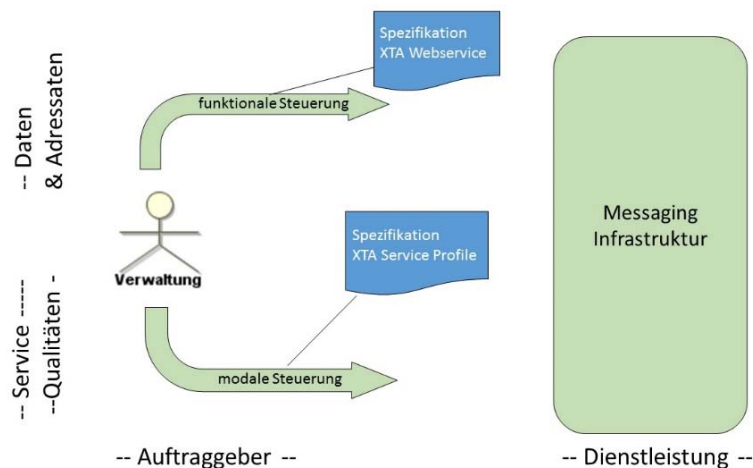 Spezifikation
XTA Webservice
funktionale Steuerung
-- Daten
& Adressaten
Verwaltung
Spezifikation
XTA Service Profile
Messaging
Infrastruktur
-- Service -----
--Qualitäten -
modale Steuerung
-- Auftraggeber --
-- Dienstleistung --